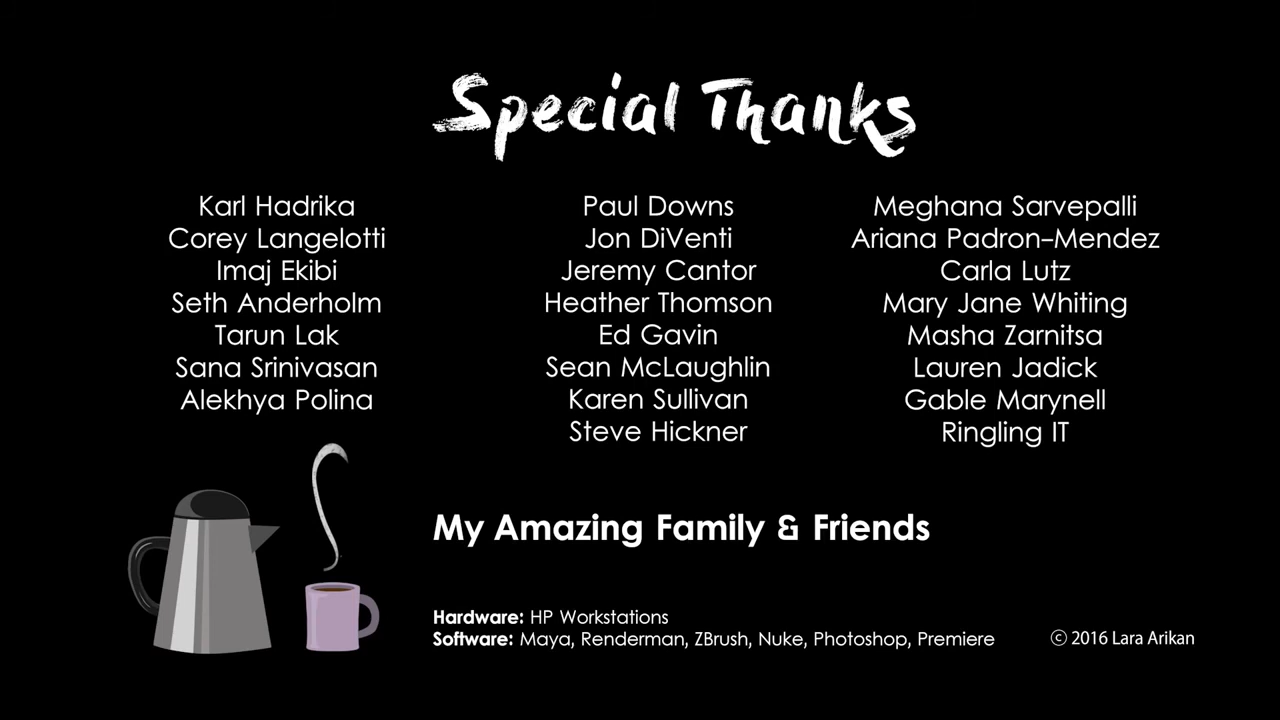 Special Thanks
Karl Hadrika
Corey Langelotti
Imaj Ekibi
Seth Anderholm
Tarun Lak
Sana Srinivasan
Alekhya Polina
Paul Downs
Jon DiVenti
Jeremy Cantor
Heather Thomson
Ed Gavin
Sean McLaughlin
Karen Sullivan
Steve Hickner
Meghana Sarvepalli
Ariana Padron–Mendez
Carla Lutz
Mary Jane Whiting
Masha Zarnitsa
Lauren Jadick
Gable Marynell
Ringling IT
My Amazing Family & Friends
Hardware: HP Workstations
Software: Maya, Renderman, ZBrush, Nuke, Photoshop, Premiere
© 2016 Lara Arikan